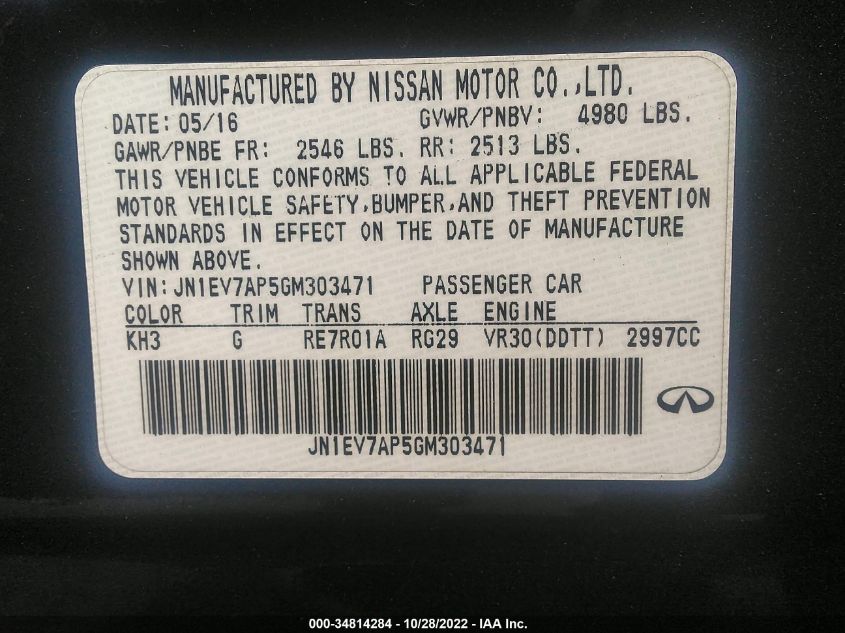 MANUFACTURED BY NISSAN MOTOR CO.,LTD.
DATE: 05/16 GVWR/PNBV: 4980 LBS.
GAWR/PNBE FR: 2546 LBS. RR: 2513 LBS.
THIS VEHICLE CONFORMS TO ALL APPLICABLE FEDERAL
MOTOR VEHICLE SAFETY,BUMPER,AND THEFT PREVENTION
STANDARDS IN EFFECT ON THE DATE OF MANUFACTURE
SHOWN ABOVE.
VIN: JN1EV7AP5GM303471 PASSENGER CAR
COLOR TRIM TRANS AXLE ENGINE
KH3 G RE7R01A RG29 VR30(DDTT) 2997CC
JN1EV7AP5GM303471
000-34814284 - 10/28/2022 - IAA Inc.